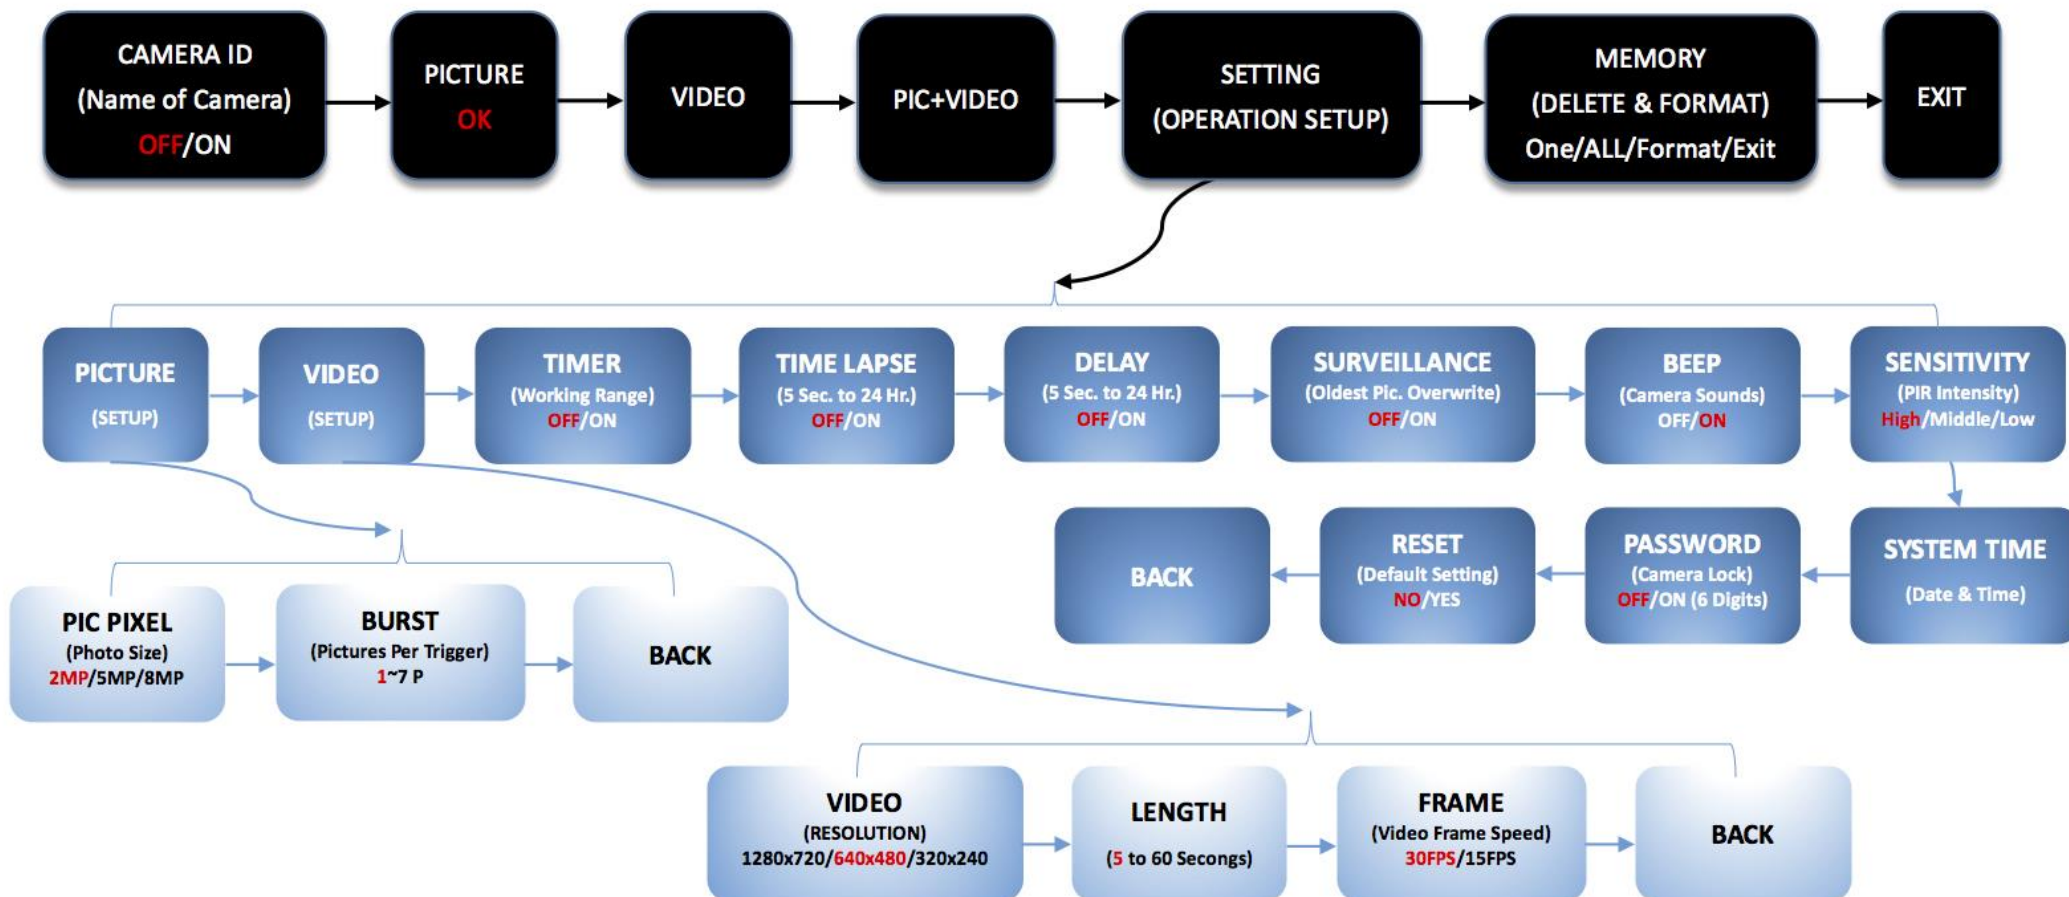 CAMERA ID
(Name of Camera)
OFF/ON
PICTURE
OK
VIDEO
PIC+VIDEO
SETTING
(OPERATION SETUP)
MEMORY
(DELETE & FORMAT)
One/ALL/Format/Exit
EXIT
PICTURE
(SETUP)
VIDEO
(SETUP)
TIMER
(Working Range)
OFF/ON
TIME LAPSE
(5 Sec. to 24 Hr.)
OFF/ON
DELAY
(5 Sec. to 24 Hr.)
OFF/ON
SURVEILLANCE
(Oldest Pic. Overwrite)
OFF/ON
BEEP
(Camera Sounds)
OFF/ON
SENSITIVITY
(PIR Intensity)
High/Middle/Low
BACK
RESET
(Default Setting)
NO/YES
PASSWORD
(Camera Lock)
OFF/ON (6 Digits)
SYSTEM TIME
(Date & Time)
PIC PIXEL
(Photo Size)
2MP/5MP/8MP
BURST
(Pictures Per Trigger)
1~7 P
BACK
VIDEO
(RESOLUTION)
1280x720/640x480/320x240
LENGTH
(5 to 60 Secongs)
FRAME
(Video Frame Speed)
30FPS/15FPS
BACK